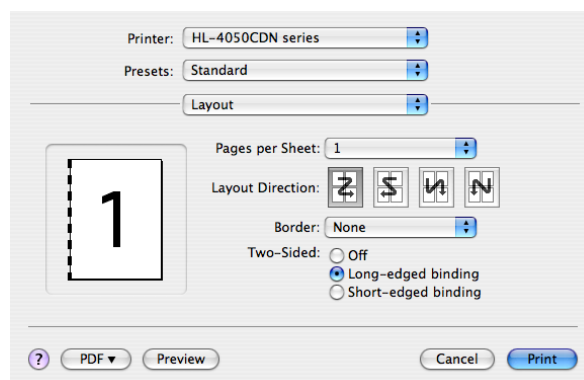 Printer: HL-4050CDN series
Presets: Standard
Layout
Pages per Sheet: 1
Layout Direction:
Border: None
Two-Sided: Off
Long-edged binding
Short-edged binding
1
? PDF▼ Preview Cancel Print